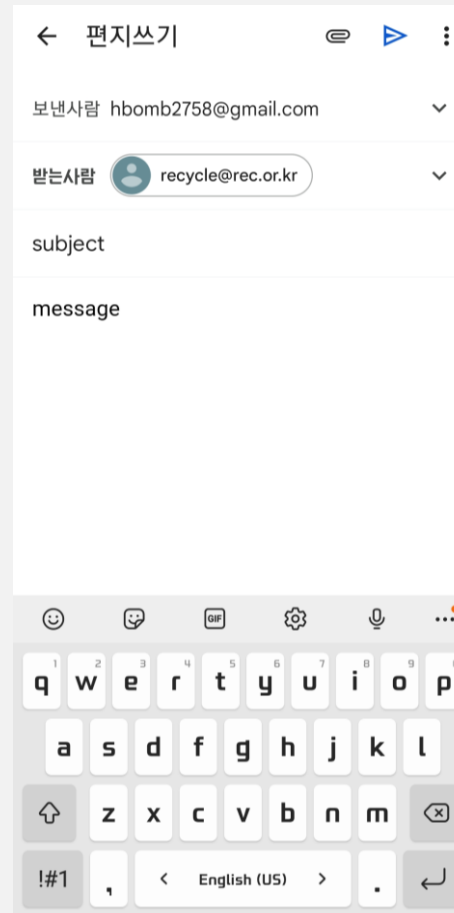 편지쓰기
보낸사람 hbomb2758@gmail.com
받는사람 recycle@rec.or.kr
subject
message
GIF
1 2 3 4 5 6 7 8 9
q w e r t y u i o p
a s d f g h j k l
z x c v b n m
!#1 , < English (US) > .